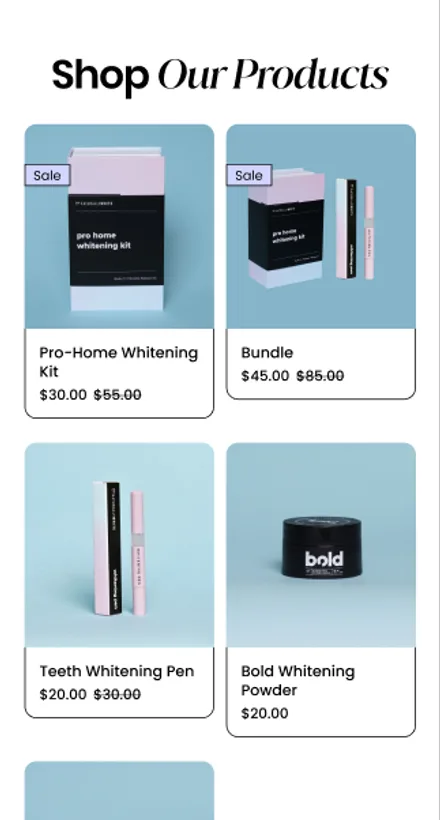 Shop Our Products
Sale
pro home
whitening kit
Sale
pro home
whitening kit
Pro-Home Whitening
Kit
$30.00 $55.00
Bundle
$45.00 $85.00
whitening pen
bold
Teeth Whitening Pen
$20.00 $30.00
Bold Whitening
Powder
$20.00